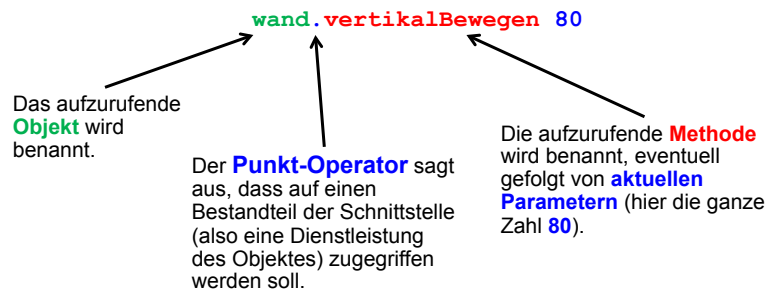 wand.vertikalBewegen 80
Das aufzurufende
Objekt wird
benannt.
Der Punkt-Operator sagt
aus, dass auf einen
Bestandteil der Schnittstelle
(also eine Dienstleistung
des Objektes) zugegriffen
werden soll.
Die aufzurufende Methode
wird benannt, eventuell
gefolgt von aktuellen
Parametern (hier die ganze
Zahl 80).